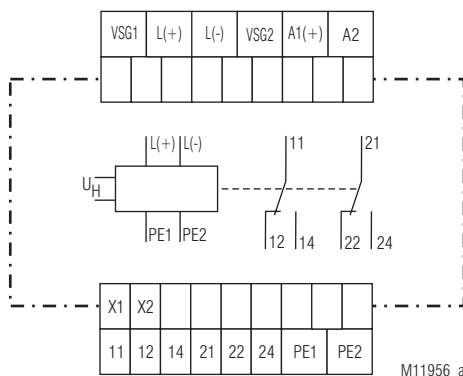 VSG1 L(+) L(-) VSG2 A1(+) A2
L(+) L(-) 11 21
UH
PE1 PE2 12 14 22 24
X1 X2
11 12 14 21 22 24 PE1 PE2
M11956_a